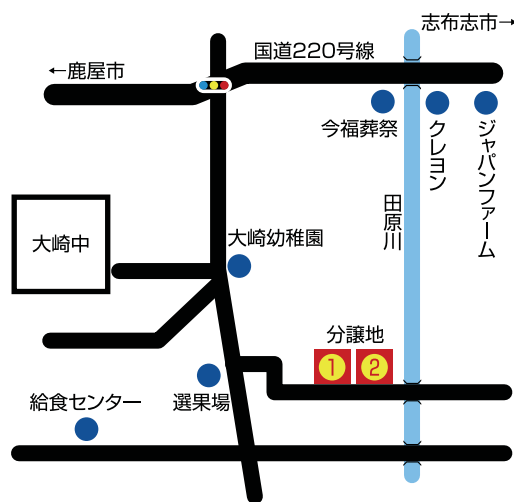 志布志市→
国道220号線
←鹿屋市
今福葬祭
クレヨン
ジャパンファーム
田原川
大崎中
大崎幼稚園
分譲地
1 2
給食センター
選果場